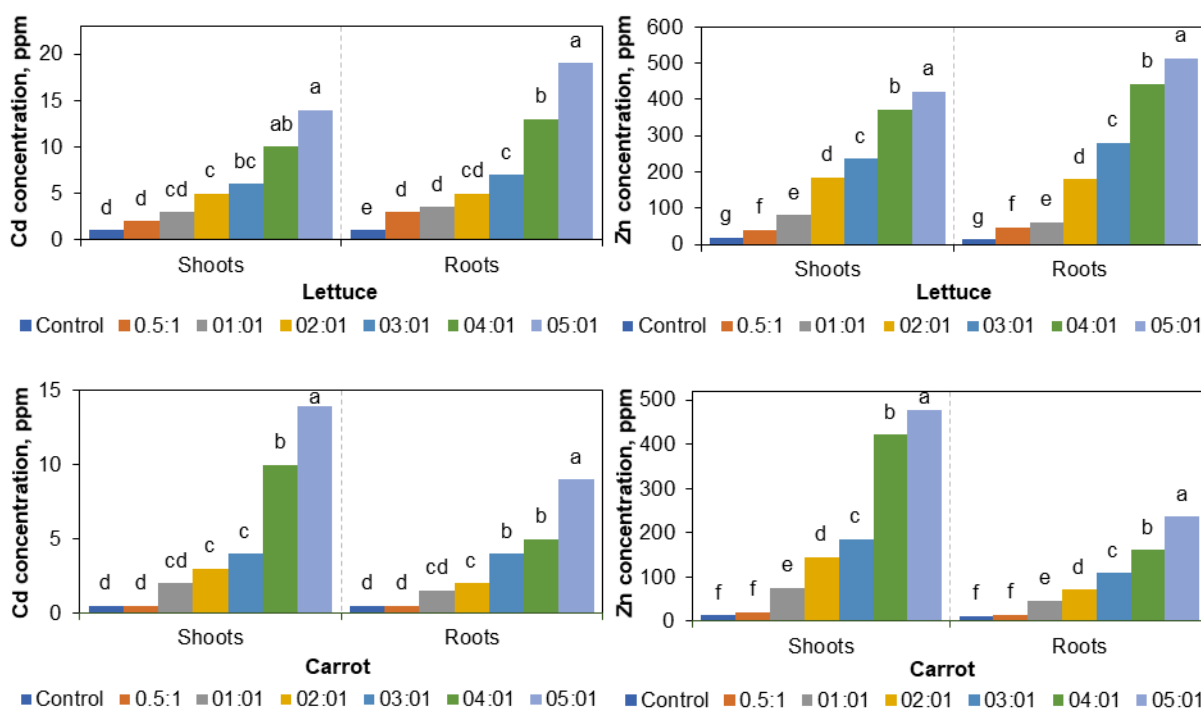 Cd concentration, ppm
20
15
10
5
0
d d cd c bc ab a
e d d cd c b a
Shoots Roots
Lettuce
Control 0.5:1 01:01 02:01 03:01 04:01 05:01
Zn concentration, ppm
600
500
400
300
200
100
0
g f e d c b a
g f e d c b a
Shoots Roots
Lettuce
Control 0.5:1 01:01 02:01 03:01 04:01 05:01
Cd concentration, ppm
15
10
5
0
d d cd c c b a
d d cd c b b a
Shoots Roots
Carrot
Control 0.5:1 01:01 02:01 03:01 04:01 05:01
Zn concentration, ppm
500
400
300
200
100
0
f f e d c b a
f f e d c b a
Shoots Roots
Carrot
Control 0.5:1 01:01 02:01 03:01 04:01 05:01